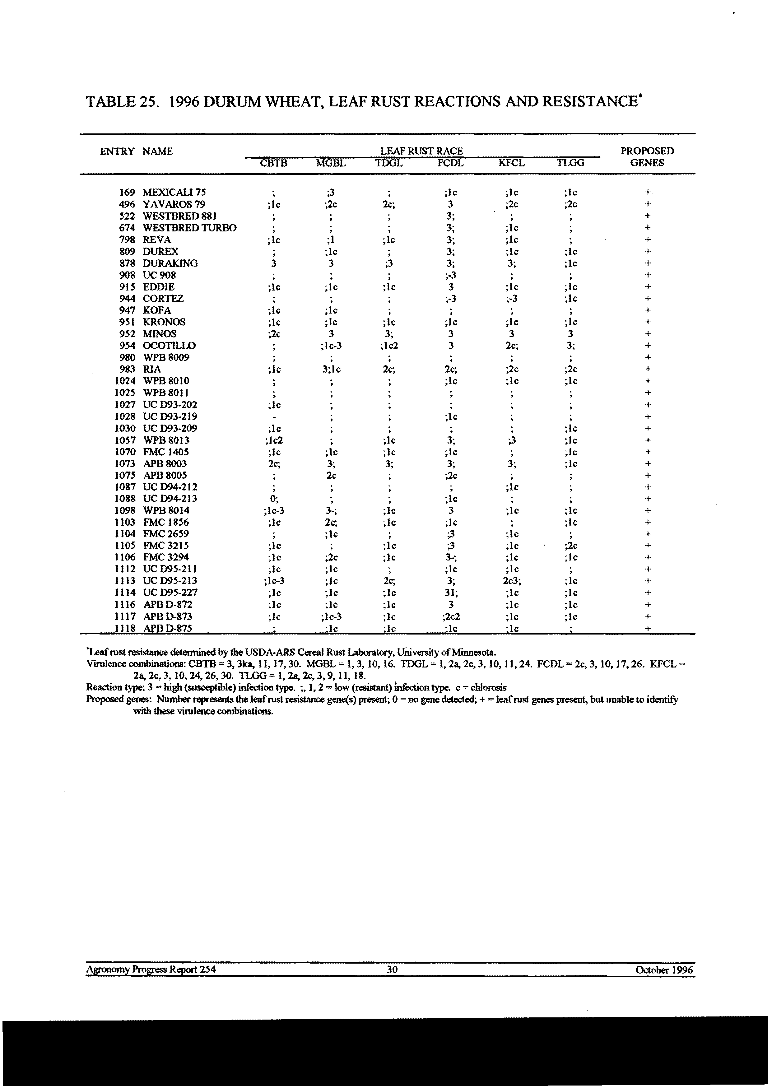 TABLE 25. 1996 DURUM WHEAT, LEAF RUST REACTIONS AND RESISTANCE*
ENTRY NAME LEAF RUST RACE PROPOSED
CBTB MGBL TDGL FCDL KFCL TLGG GENES
169 MEXICALI 75 ; ;3 ; ;1c ;1c ;1c +
496 YAVAROS 79 ;1c ;2c 2c; 3 ;2c ;2c +
522 WESTBRED 881 ; ; ; 3; ; ; +
674 WESTBRED TURBO ; ; ; 3; ;1c ; +
798 REVA ;1c ;1 ;1c 3; ;1c ; +
809 DUREX ; ;1c ; 3; ;1c ;1c +
878 DURAKING 3 3 ;3 3; 3; ;1c +
908 UC 908 ; ; ; ;-3 ; ; +
915 EDDIE ;1c ;1c ;1c 3 ;1c ;1c +
944 CORTEZ ; ; ; ;-3 ;-3 ;1c +
947 KOFA ;1c ;1c ; ; ; ; +
951 KRONOS ;1c ;1c ;1c ;1c ;1c ;1c +
952 MINOS ;2c 3 3; 3 3 3 +
954 OCOTILLO ; ;1c-3 ;1c2 3 2c; 3; +
980 WPB 8009 ; ; ; ; ; ; +
983 RIA ;1c 3;1c 2c; 2c; ;2c ;2c +
1024 WPB 8010 ; ; ; ;1c ;1c ;1c +
1025 WPB 8011 ; ; ; ; ; ; +
1027 UC D93-202 ;1c ; ; ; ; ; +
1028 UC D93-219 - ; ; ;1c ; ; +
1030 UC D93-209 ;1c ; ; ; ; ;1c +
1057 WPB 8013 ;1c2 ; ;1c 3; ;3 ;1c +
1070 FMC 1405 ;1c ;1c ;1c ;1c ; ;1c +
1073 APB 8003 2c; 3; 3; 3; 3; ;1c +
1075 APB 8005 ; 2c ; ;2c ; ; +
1087 UC D94-212 ; ; ; ; ;1c ; +
1088 UC D94-213 0; ; ; ;1c ; ; +
1098 WPB 8014 ;1c-3 3-; ;1c 3 ;1c ;1c +
1103 FMC 1856 ;1c 2c; ;1c ;1c ; ;1c +
1104 FMC 2659 ; ;1c ; ;3 ;1c ; +
1105 FMC 3215 ;1c ; ;1c ;3 ;1c ;2c +
1106 FMC 3294 ;1c ;2c ;1c 3-; ;1c ;1c +
1112 UC D95-211 ;1c ;1c ; ;1c ;1c ; +
1113 UC D95-213 ;1c-3 ;1c 2c; 3; 2c3; ;1c +
1114 UC D95-227 ;1c ;1c ;1c 31; ;1c ;1c +
1116 APB D-872 ;1c ;1c ;1c 3 ;1c ;1c +
1117 APB D-873 ;1c ;1c-3 ;1c ;2c2 ;1c ;1c +
1118 APB D-875 ; ;1c ;1c ;1c ;1c ; +
*Leaf rust resistance determined by the USDA-ARS Cereal Rust Laboratory, University of Minnesota.
Virulence combinations: CBTB = 3, 3ka, 11, 17, 30. MGBL = 1, 3, 10, 16. TDGL = 1, 2a, 2c, 3, 10, 11, 24. FCDL = 2c, 3, 10, 17, 26. KFCL =
2a, 2c, 3, 10, 24, 26, 30. TLGG = 1, 2a, 2c, 3, 9, 11, 18.
Reaction type: 3 = high (susceptible) infection type. ;, 1, 2 = low (resistant) infection type. c = chlorosis
Proposed genes: Number represents the leaf rust resistance gene(s) present; 0 = no gene detected; + = leaf rust genes present, but unable to identify
with these virulence combinations.
Agronomy Progress Report 254 30 October 1996